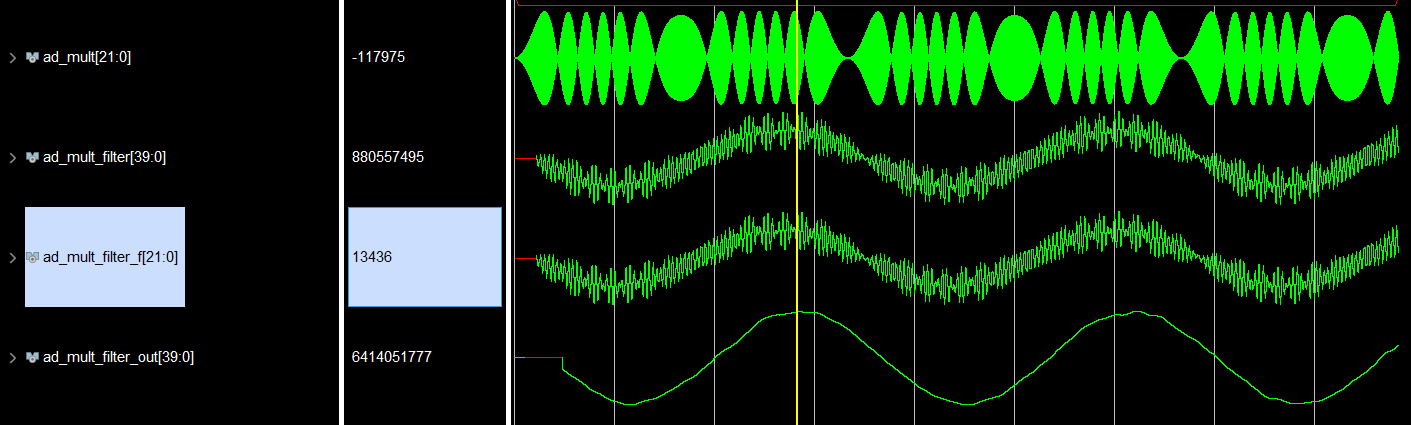 ad_mult[21:0] -117975
ad_mult_filter[39:0] 880557495
ad_mult_filter_f[21:0] 13436
ad_mult_filter_out[39:0] 6414051777